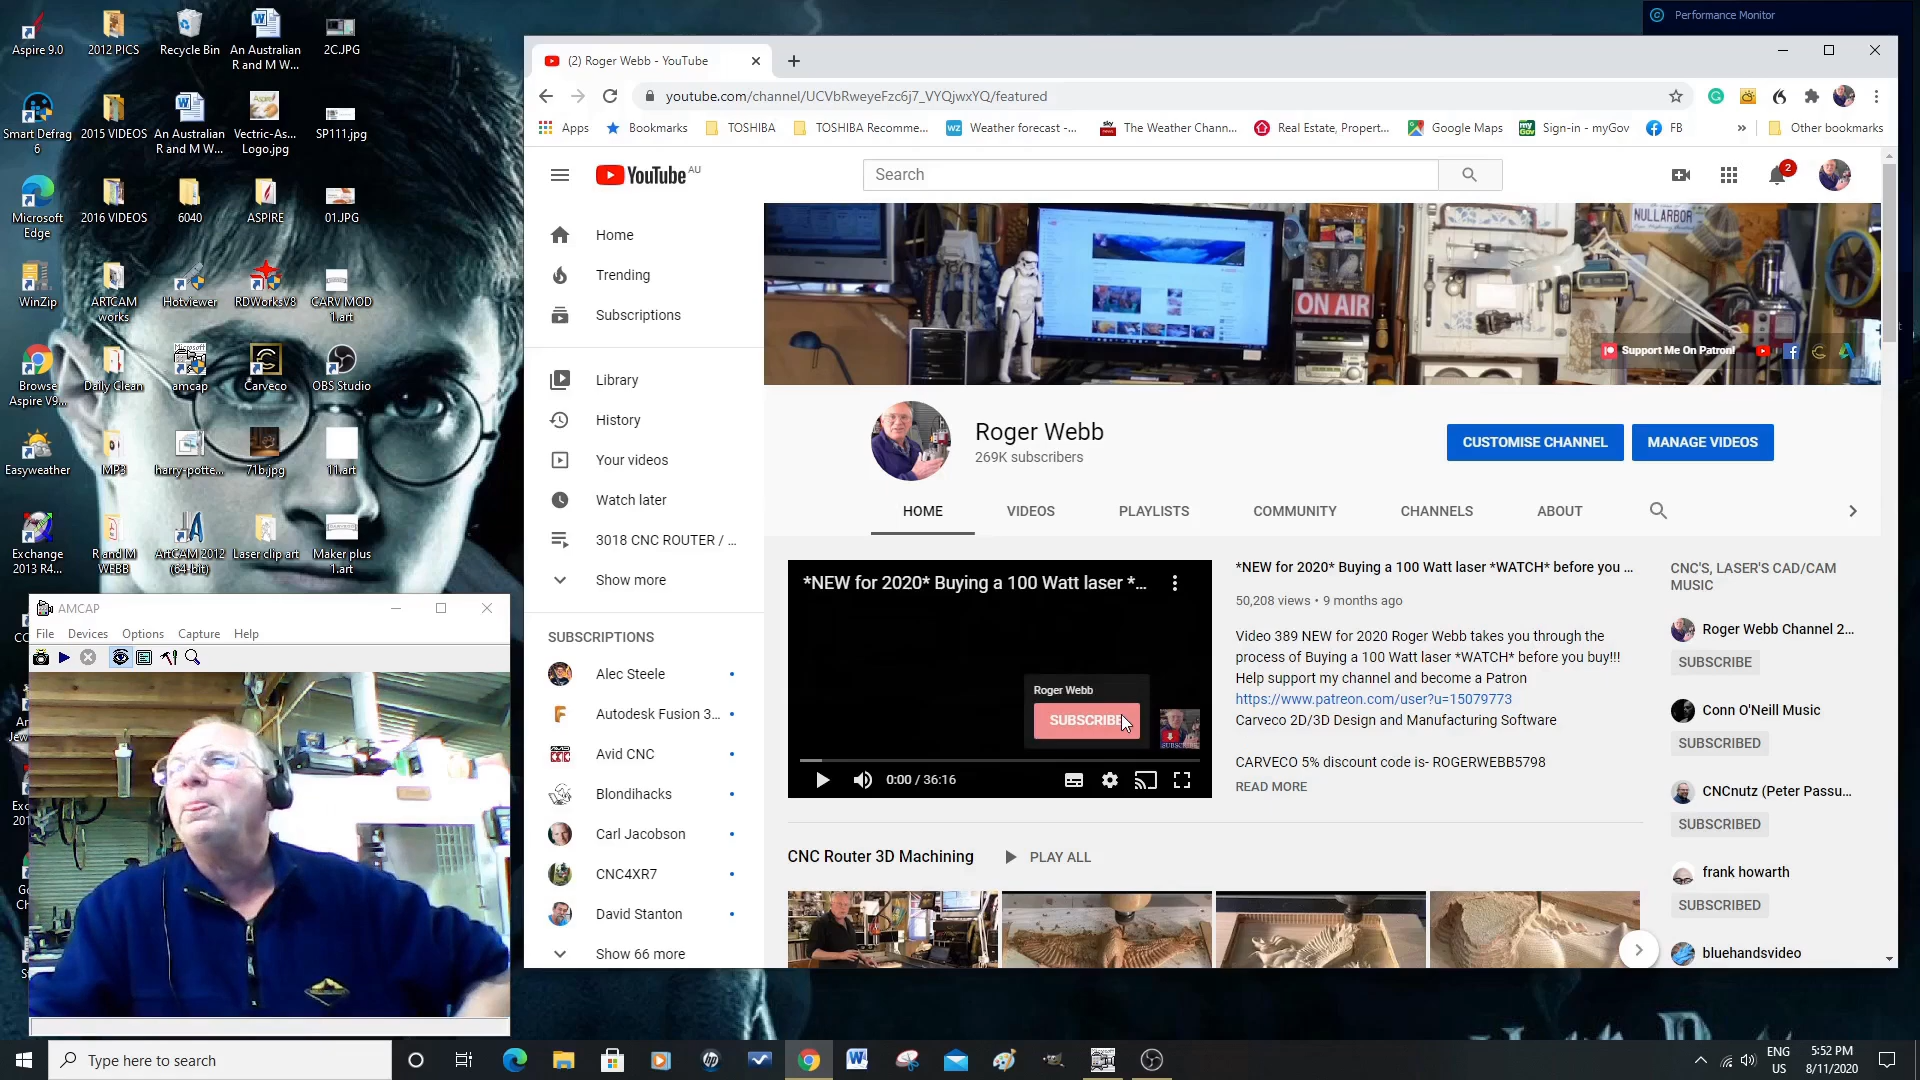 Aspire 9.0
2012 PICS
Recycle Bin
An Australian
R and M W...
2C.JPG
Smart Defrag
6
2015 VIDEOS
An Australian
R and M W...
Vectric-As...
Logo.jpg
SP111.jpg
Microsoft
Edge
2016 VIDEOS
6040
ASPIRE
01.JPG
WinZip
ARTCAM
works
Hotviewer
RDWorksV8
CARV MOD
1.art
Browse
Aspire V9...
Daily Clean
Microsoft
amcap
Carveco
OBS Studio
Easyweather
MP3
harry-potte...
71b.jpg
11.art
Exchange
2013 R4...
R and M
WEBB
ArtCAM 2012
(64-bit)
Laser clip art
Maker plus
1.art
Performance Monitor
(2) Roger Webb - YouTube
youtube.com/channel/UCVbRweyeFzc6j7_VYQjwxYQ/featured
Apps
Bookmarks
TOSHIBA
TOSHIBA Recomme...
Weather forecast -...
The Weather Chann...
Real Estate, Propert...
Google Maps
Sign-in - myGov
FB
»
Other bookmarks
YouTube AU
Search
2
Home
Trending
Subscriptions
Library
History
Your videos
Watch later
3018 CNC ROUTER / ...
Show more
SUBSCRIPTIONS
Alec Steele
Autodesk Fusion 3...
Avid CNC
Blondihacks
Carl Jacobson
CNC4XR7
David Stanton
Show 66 more
NULLARBOR
ON AIR
Support Me On Patron!
Roger Webb
269K subscribers
CUSTOMISE CHANNEL
MANAGE VIDEOS
HOME
VIDEOS
PLAYLISTS
COMMUNITY
CHANNELS
ABOUT
*NEW for 2020* Buying a 100 Watt laser *...
Roger Webb
SUBSCRIBE
SUBSCRIBE
0:00 / 36:16
*NEW for 2020* Buying a 100 Watt laser *WATCH* before you ...
50,208 views • 9 months ago
Video 389 NEW for 2020 Roger Webb takes you through the
process of Buying a 100 Watt laser *WATCH* before you buy!!!
Help support my channel and become a Patron
https://www.patreon.com/user?u=15079773
Carveco 2D/3D Design and Manufacturing Software
CARVECO 5% discount code is- ROGERWEBB5798
READ MORE
CNC'S, LASER'S CAD/CAM
MUSIC
Roger Webb Channel 2...
SUBSCRIBE
Conn O'Neill Music
SUBSCRIBED
CNCnutz (Peter Passu...
SUBSCRIBED
frank howarth
SUBSCRIBED
bluehandsvideo
CNC Router 3D Machining
PLAY ALL
AMCAP
File
Devices
Options
Capture
Help
Type here to search
ENG
US
5:52 PM
8/11/2020